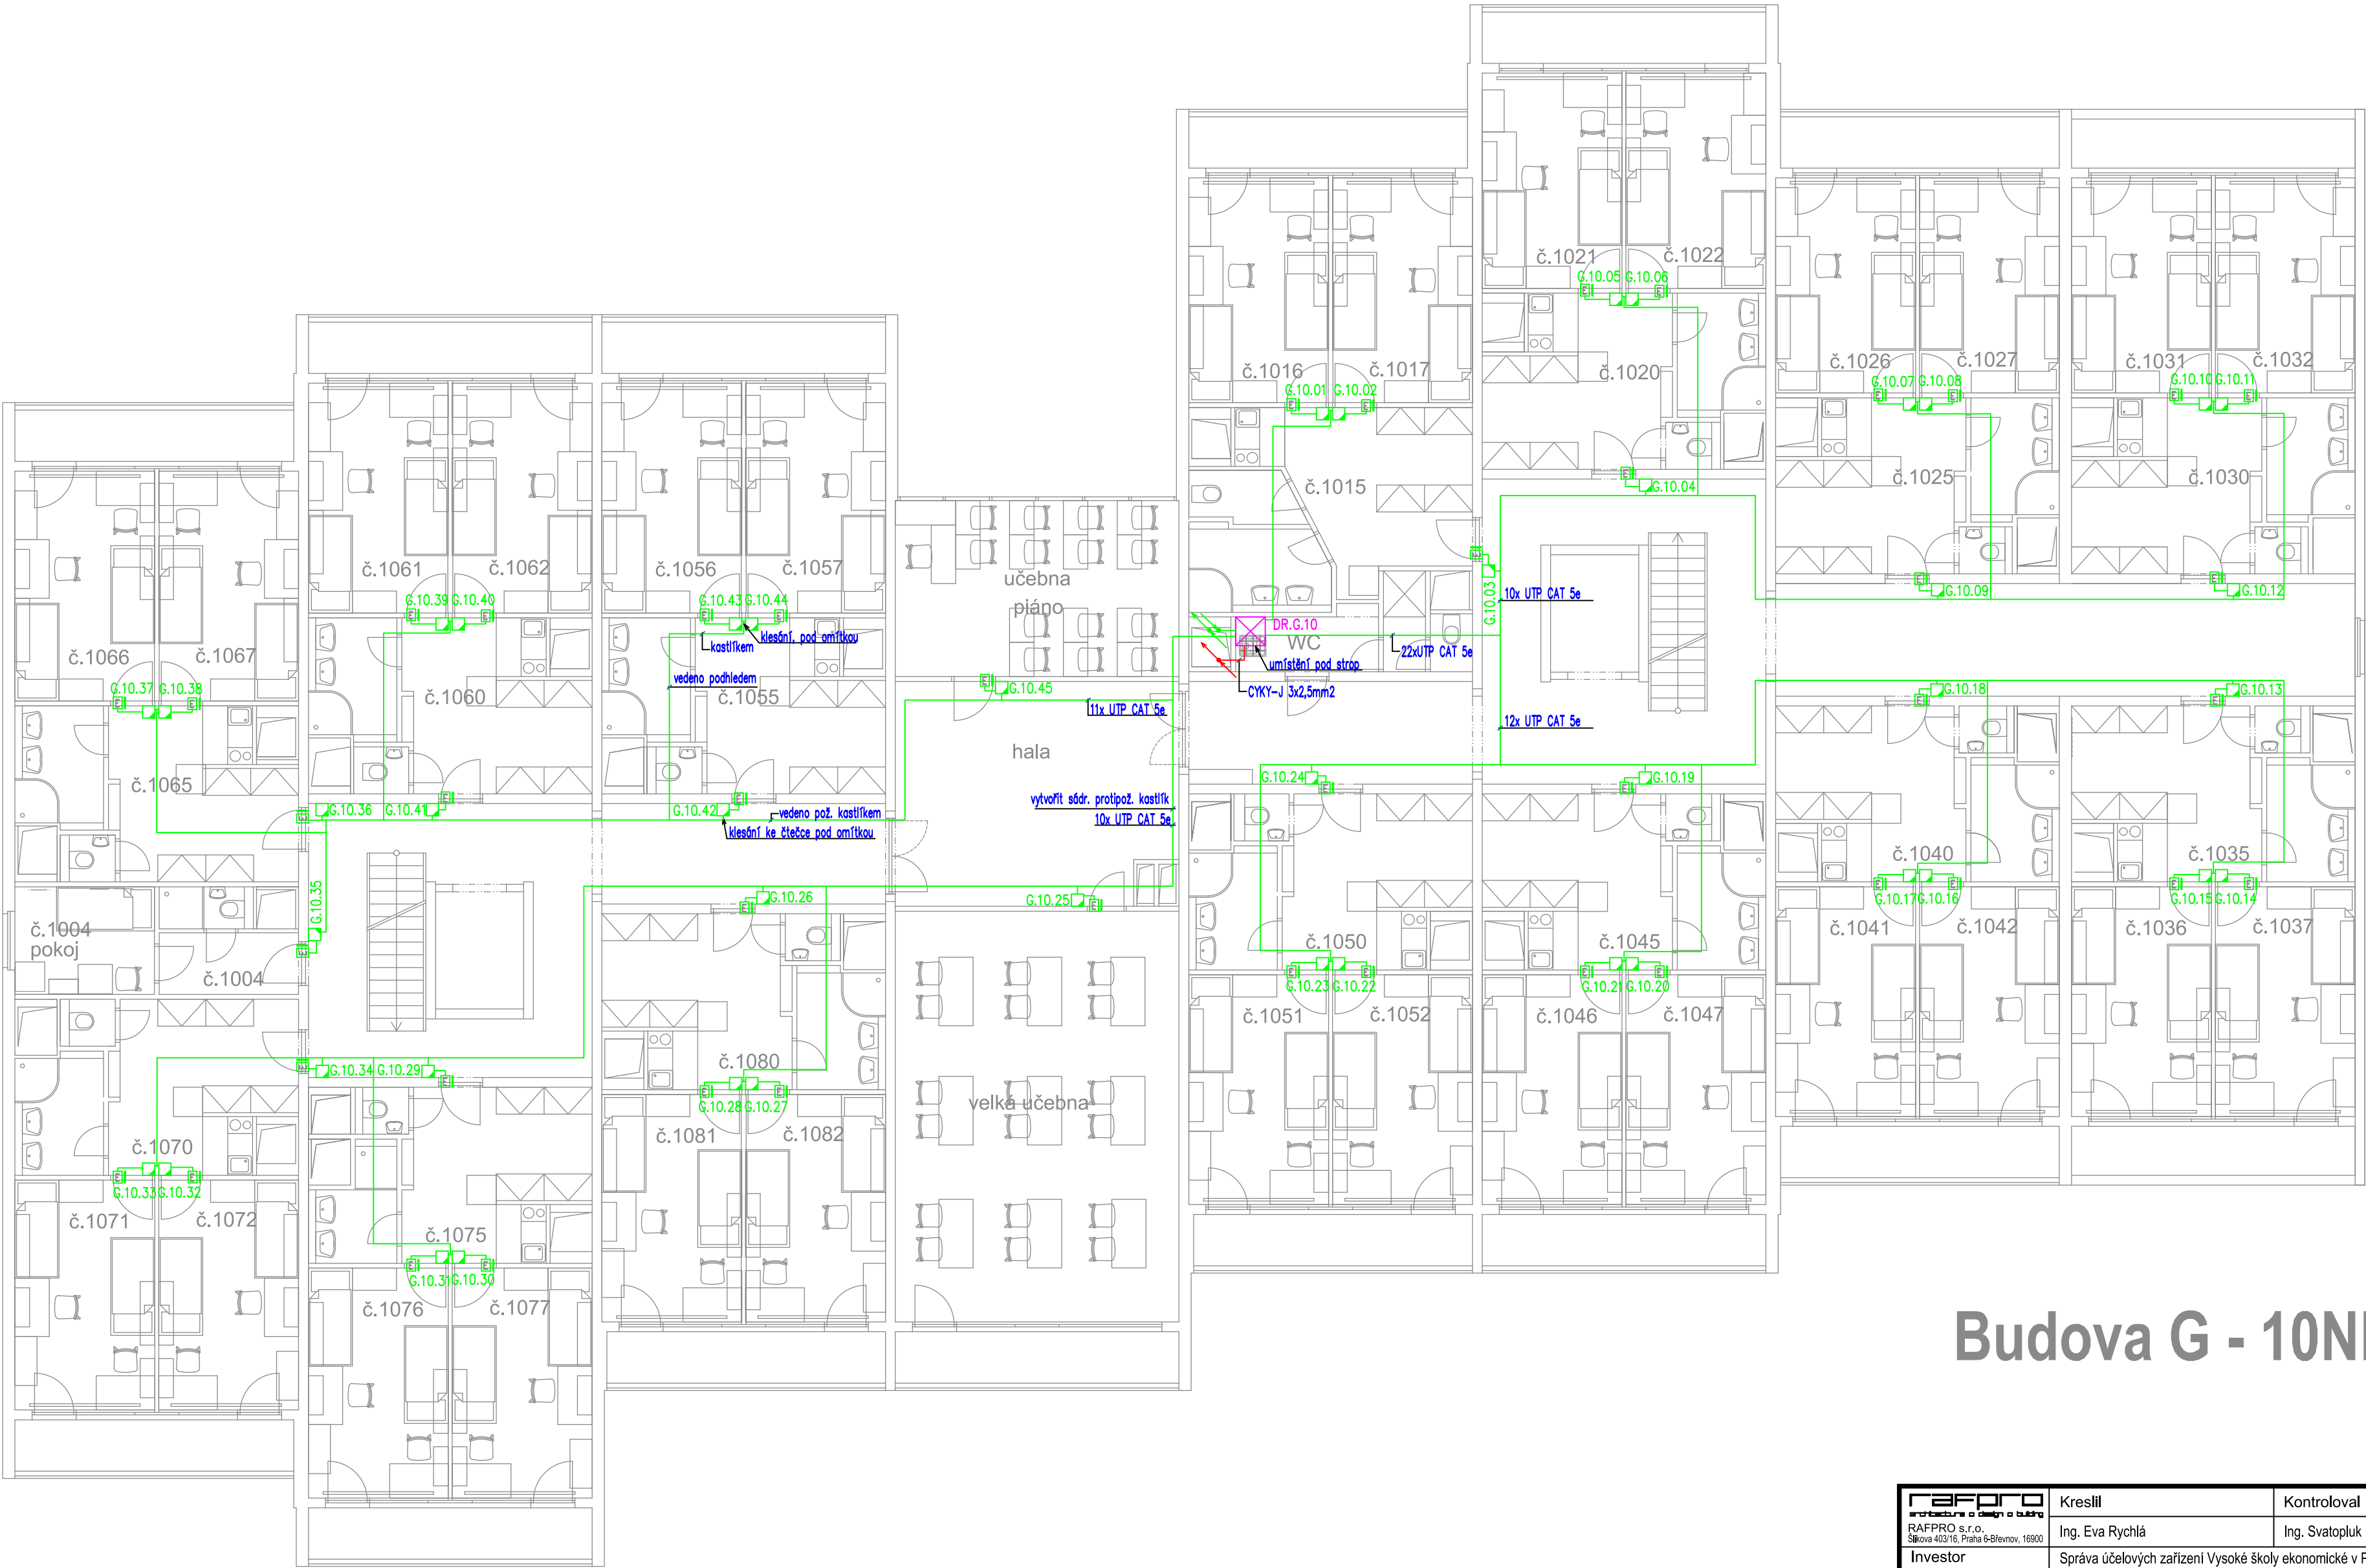 č.1021
č.1022
G.10.05
G.10.06
č.1016
č.1017
G.10.01
G.10.02
č.1020
č.1026
č.1027
G.10.07
G.10.08
č.1031
č.1032
G.10.10
G.10.11
č.1015
G.10.04
č.1025
č.1030
G.10.03
G.10.09
G.10.12
10x UTP CAT 5e
č.1061
č.1062
č.1056
č.1057
G.10.39
G.10.40
G.10.43
G.10.44
učebna
piáno
DR.G.10
WC
22xUTP CAT 5e
umístění pod strop
CYKY-J 3x2,5mm2
klesání, pod omítkou
kastlíkem
vedeno podhledem
č.1066
č.1067
G.10.37
G.10.38
č.1060
č.1055
G.10.45
11x UTP CAT 5e
12x UTP CAT 5e
G.10.18
G.10.13
hala
č.1065
G.10.36
G.10.41
G.10.42
G.10.24
G.10.19
vytvořit sádr. protipož. kastlík
10x UTP CAT 5e
vedeno pož. kastlíkem
klesání ke čtečce pod omítkou
č.1040
č.1035
G.10.17
G.10.16
G.10.15
G.10.14
č.1041
č.1042
č.1036
č.1037
G.10.35
G.10.26
G.10.25
č.1004
pokoj
č.1004
č.1050
č.1045
G.10.23
G.10.22
G.10.21
G.10.20
č.1051
č.1052
č.1046
č.1047
G.10.34
G.10.29
č.1080
G.10.28
G.10.27
velká učebna
č.1081
č.1082
č.1070
G.10.33
G.10.32
č.1071
č.1072
č.1075
G.10.31
G.10.30
č.1076
č.1077
Budova G - 10N
rafpro
architecture a design a building
RAFPRO s.r.o.
403/16, Praha 6-Břevnov, 16900
Kreslil
Kontroloval
Ing. Eva Rychlá
Ing. Svatopluk
Investor
Správa účelových zařízení Vysoké školy ekonomické v P